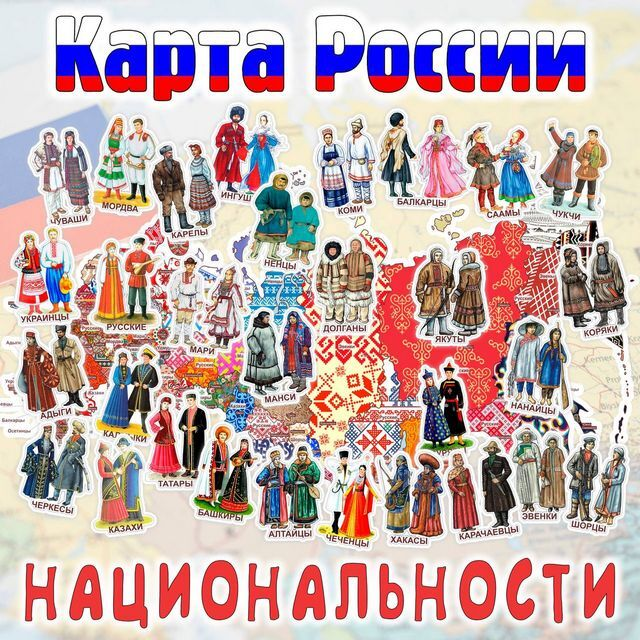 Карта России
ЧУВАШИ
МОРДВА
КАРЕЛЫ
ИНГУШ
НЕНЦЫ
КОМИ
БАЛКАРЦЫ
СААМЫ
ЧУКЧИ
УКРАИНЦЫ
РУССКИЕ
МАРИ
МАНСИ
ДОЛГАНЫ
ЯКУТЫ
КОРЯКИ
АДЫГИ
ТАТАРЫ
НАНАЙЦЫ
ЧЕРКЕСЫ
КАЗАХИ
БАШКИРЫ
АЛТАЙЦЫ
ЧЕЧЕНЦЫ
ХАКАСЫ
КАРАЧАЕВЦЫ
ЭВЕНКИ
ШОРЦЫ
НАЦИОНАЛЬНОСТИ